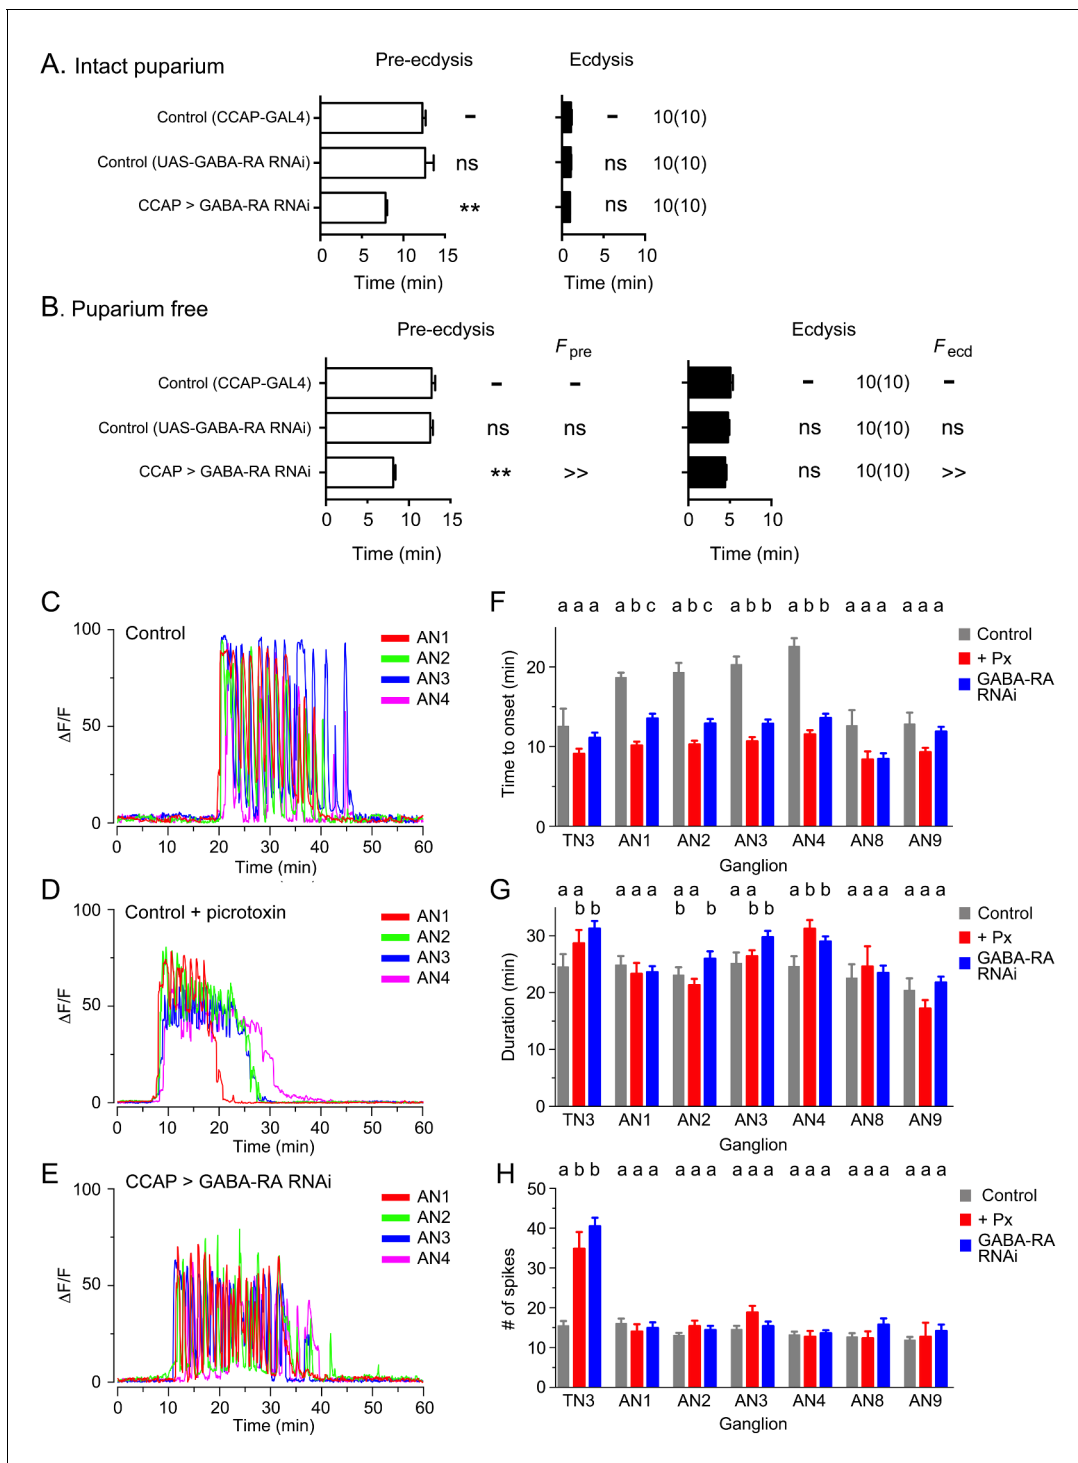 A. Intact puparium
Pre-ecdysis
Ecdysis
Control (CCAP-GAL4)
- - 10(10)
Control (UAS-GABA-RA RNAi)
ns ns 10(10)
CCAP > GABA-RA RNAi
** ns 10(10)
0 5 10 15
0 5 10
Time (min)
Time (min)
B. Puparium free
Pre-ecdysis
Ecdysis
Fpre
Fecd
Control (CCAP-GAL4)
- - - 10(10) -
Control (UAS-GABA-RA RNAi)
ns ns ns 10(10) ns
CCAP > GABA-RA RNAi
** >> ns 10(10) >>
0 5 10 15
0 5 10
Time (min)
Time (min)
C
Control
AN1
AN2
AN3
AN4
100
50
0
ΔF/F
0 10 20 30 40 50 60
Time (min)
D
Control + picrotoxin
AN1
AN2
AN3
AN4
100
50
0
ΔF/F
0 10 20 30 40 50 60
Time (min)
E
CCAP > GABA-RA RNAi
AN1
AN2
AN3
AN4
100
50
0
ΔF/F
0 10 20 30 40 50 60
Time (min)
F
a a a a b c a b c a b b a b b a a a a a a
Control
+ Px
GABA-RA
RNAi
20
10
0
Time to onset (min)
TN3 AN1 AN2 AN3 AN4 AN8 AN9
Ganglion
G
a a a a a a a a a a b b a a a a a a
b b b b b b
Control
+ Px
GABA-RA
RNAi
30
20
10
0
Duration (min)
TN3 AN1 AN2 AN3 AN4 AN8 AN9
Ganglion
H
a b b a a a a a a a a a a a a a a a a a a
Control
+ Px
GABA-RA
RNAi
50
40
30
20
10
0
# of spikes
TN3 AN1 AN2 AN3 AN4 AN8 AN9
Ganglion